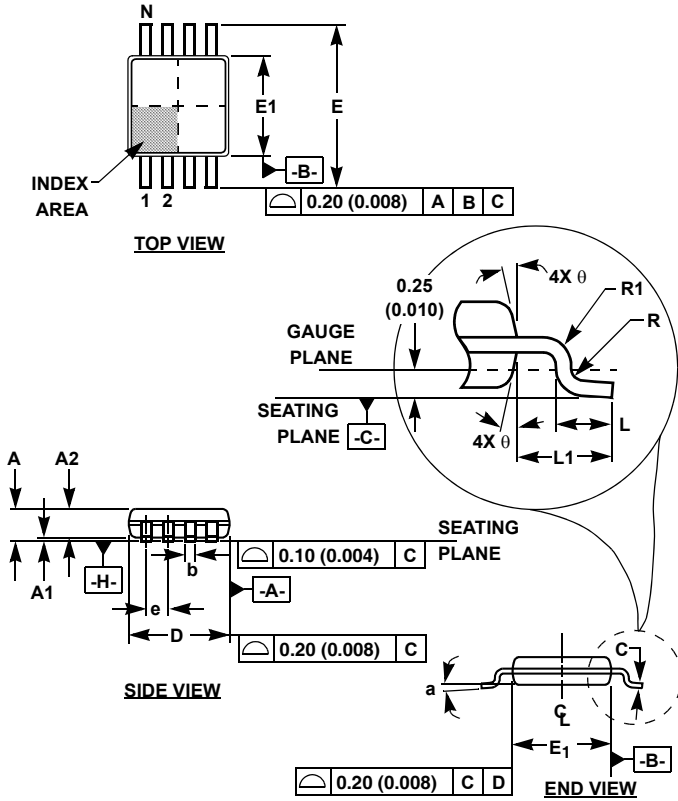 N
E1
E
-B-
INDEX
AREA
1 2
0.20 (0.008) A B C
TOP VIEW
0.25
(0.010)
4X θ
R1
R
GAUGE
PLANE
SEATING
PLANE -C-
4X θ
L
L1
A A2
SEATING
PLANE
0.10 (0.004) C
A1
-H-
b
-A-
e
D
0.20 (0.008) C
SIDE VIEW
C
a
CL
E1
-B-
0.20 (0.008) C D
END VIEW